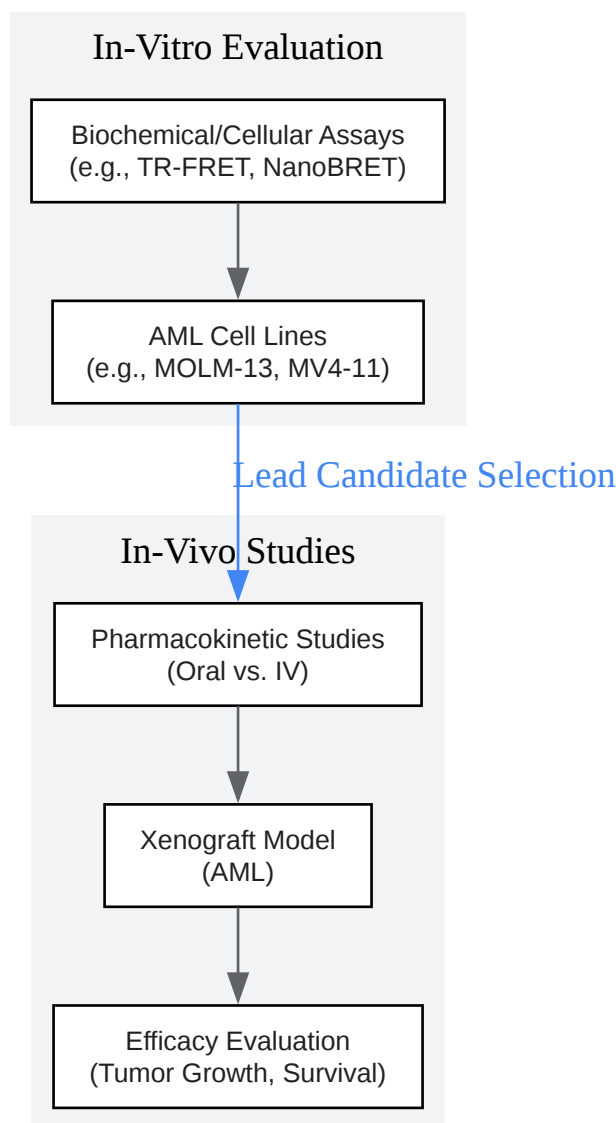 In-Vitro Evaluation
Biochemical/Cellular Assays
(e.g., TR-FRET, NanoBRET)
AML Cell Lines
(e.g., MOLM-13, MV4-11)
Lead Candidate Selection
In-Vivo Studies
Pharmacokinetic Studies
(Oral vs. IV)
Xenograft Model
(AML)
Efficacy Evaluation
(Tumor Growth, Survival)